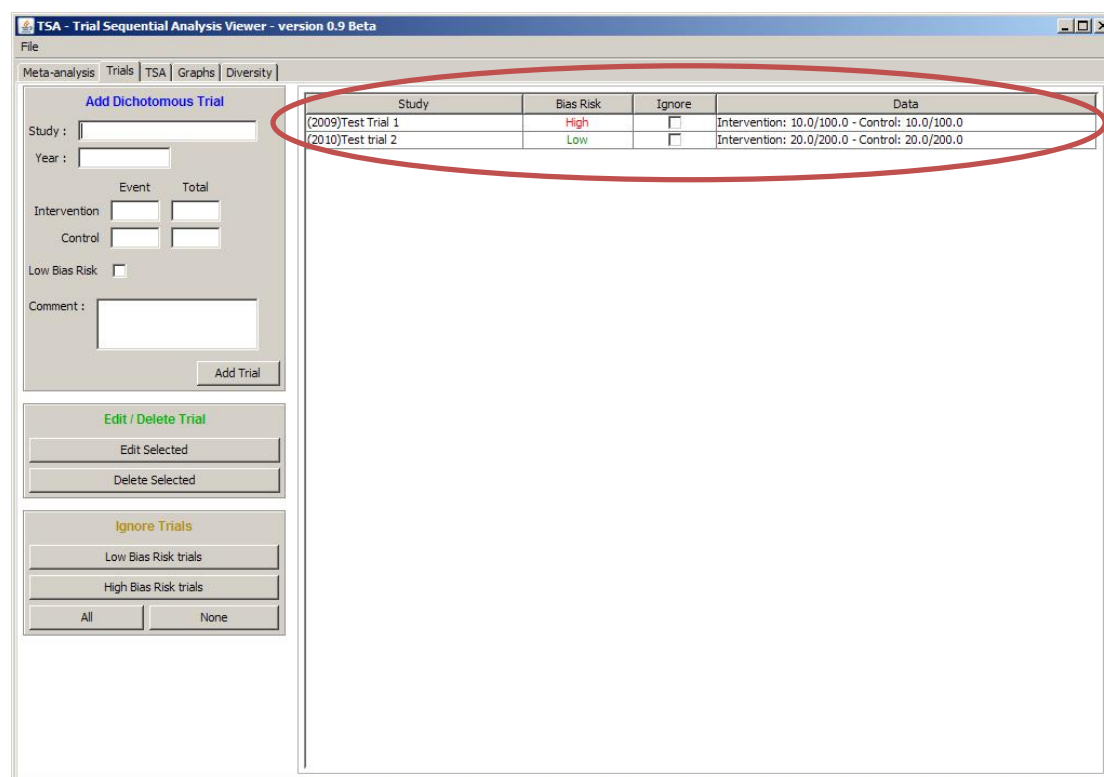 TSA - Trial Sequential Analysis Viewer - version 0.9 Beta
File
Meta-analysis Trials TSA Graphs Diversity
Add Dichotomous Trial
Study :
Year :
Event Total
Intervention
Control
Low Bias Risk
Comment :
Add Trial
Edit / Delete Trial
Edit Selected
Delete Selected
Ignore Trials
Low Bias Risk trials
High Bias Risk trials
All None
Study Bias Risk Ignore Data
(2009)Test Trial 1 High Intervention: 10.0/100.0 - Control: 10.0/100.0
(2010)Test trial 2 Low Intervention: 20.0/200.0 - Control: 20.0/200.0